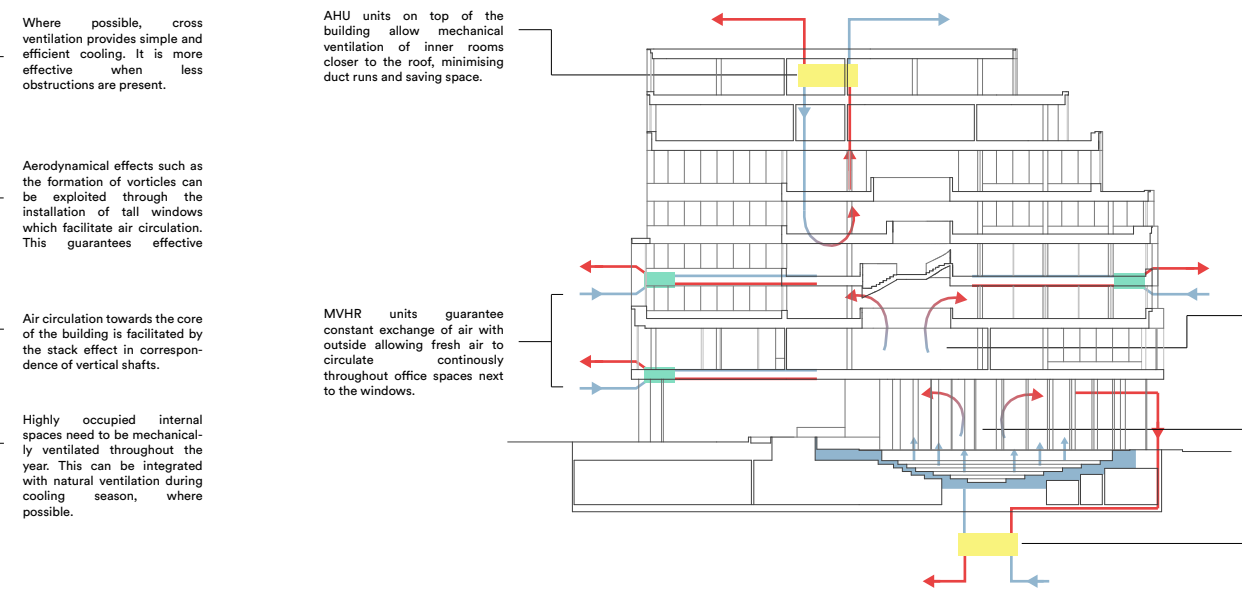 Where possible, cross
ventilation provides simple and
efficient cooling. It is more
effective when less
obstructions are present.
Aerodynamical effects such as
the formation of vorticles can
be exploited through the
installation of tall windows
which facilitate air circulation.
This guarantees effective
Air circulation towards the core
of the building is facilitated by
the stack effect in correspon-
dence of vertical shafts.
Highly occupied internal
spaces need to be mechanical-
ly ventilated throughout the
year. This can be integrated
with natural ventilation during
cooling season, where
possible.
AHU units on top of the
building allow mechanical
ventilation of inner rooms
closer to the roof, minimising
duct runs and saving space.
MVHR units guarantee
constant exchange of air with
outside allowing fresh air to
circulate continously
throughout office spaces next
to the windows.